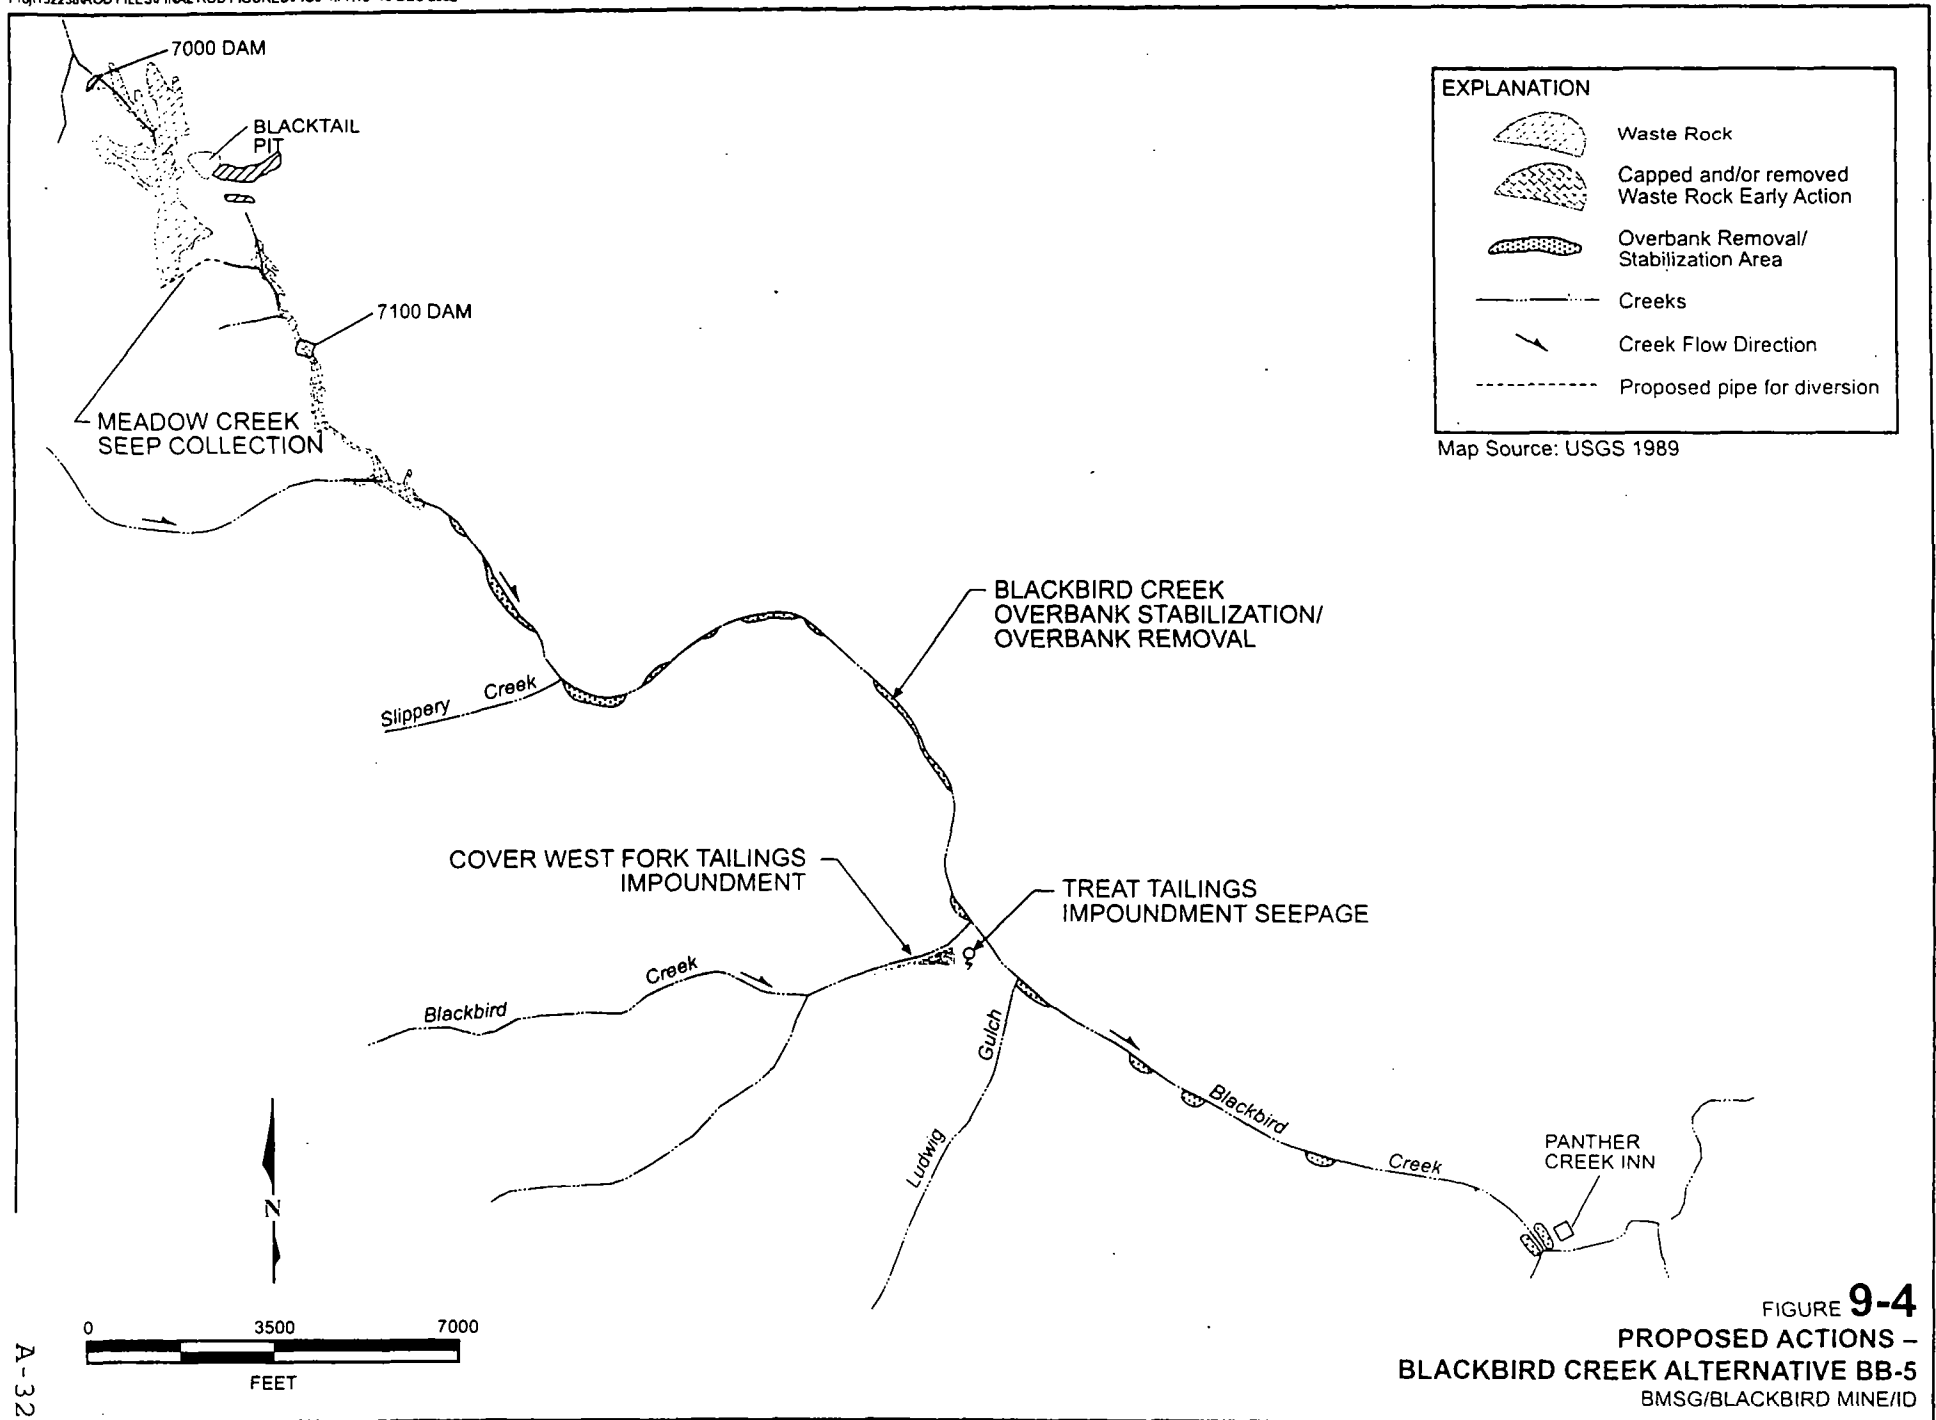 7000 DAM
BLACKTAIL
PIT
7100 DAM
MEADOW CREEK
SEEP COLLECTION
EXPLANATION
Waste Rock
Capped and/or removed
Waste Rock Early Action
Overbank Removal/
Stabilization Area
Creeks
Creek Flow Direction
Proposed pipe for diversion
Map Source: USGS 1989
BLACKBIRD CREEK
OVERBANK STABILIZATION/
OVERBANK REMOVAL
Slippery Creek
COVER WEST FORK TAILINGS
IMPOUNDMENT
TREAT TAILINGS
IMPOUNDMENT SEEPAGE
Blackbird Creek
Ludwig Gulch
Blackbird Creek
PANTHER
CREEK INN
N
0 3500 7000
FEET
FIGURE 9-4
PROPOSED ACTIONS –
BLACKBIRD CREEK ALTERNATIVE BB-5
BMSG/BLACKBIRD MINE/ID
A-32